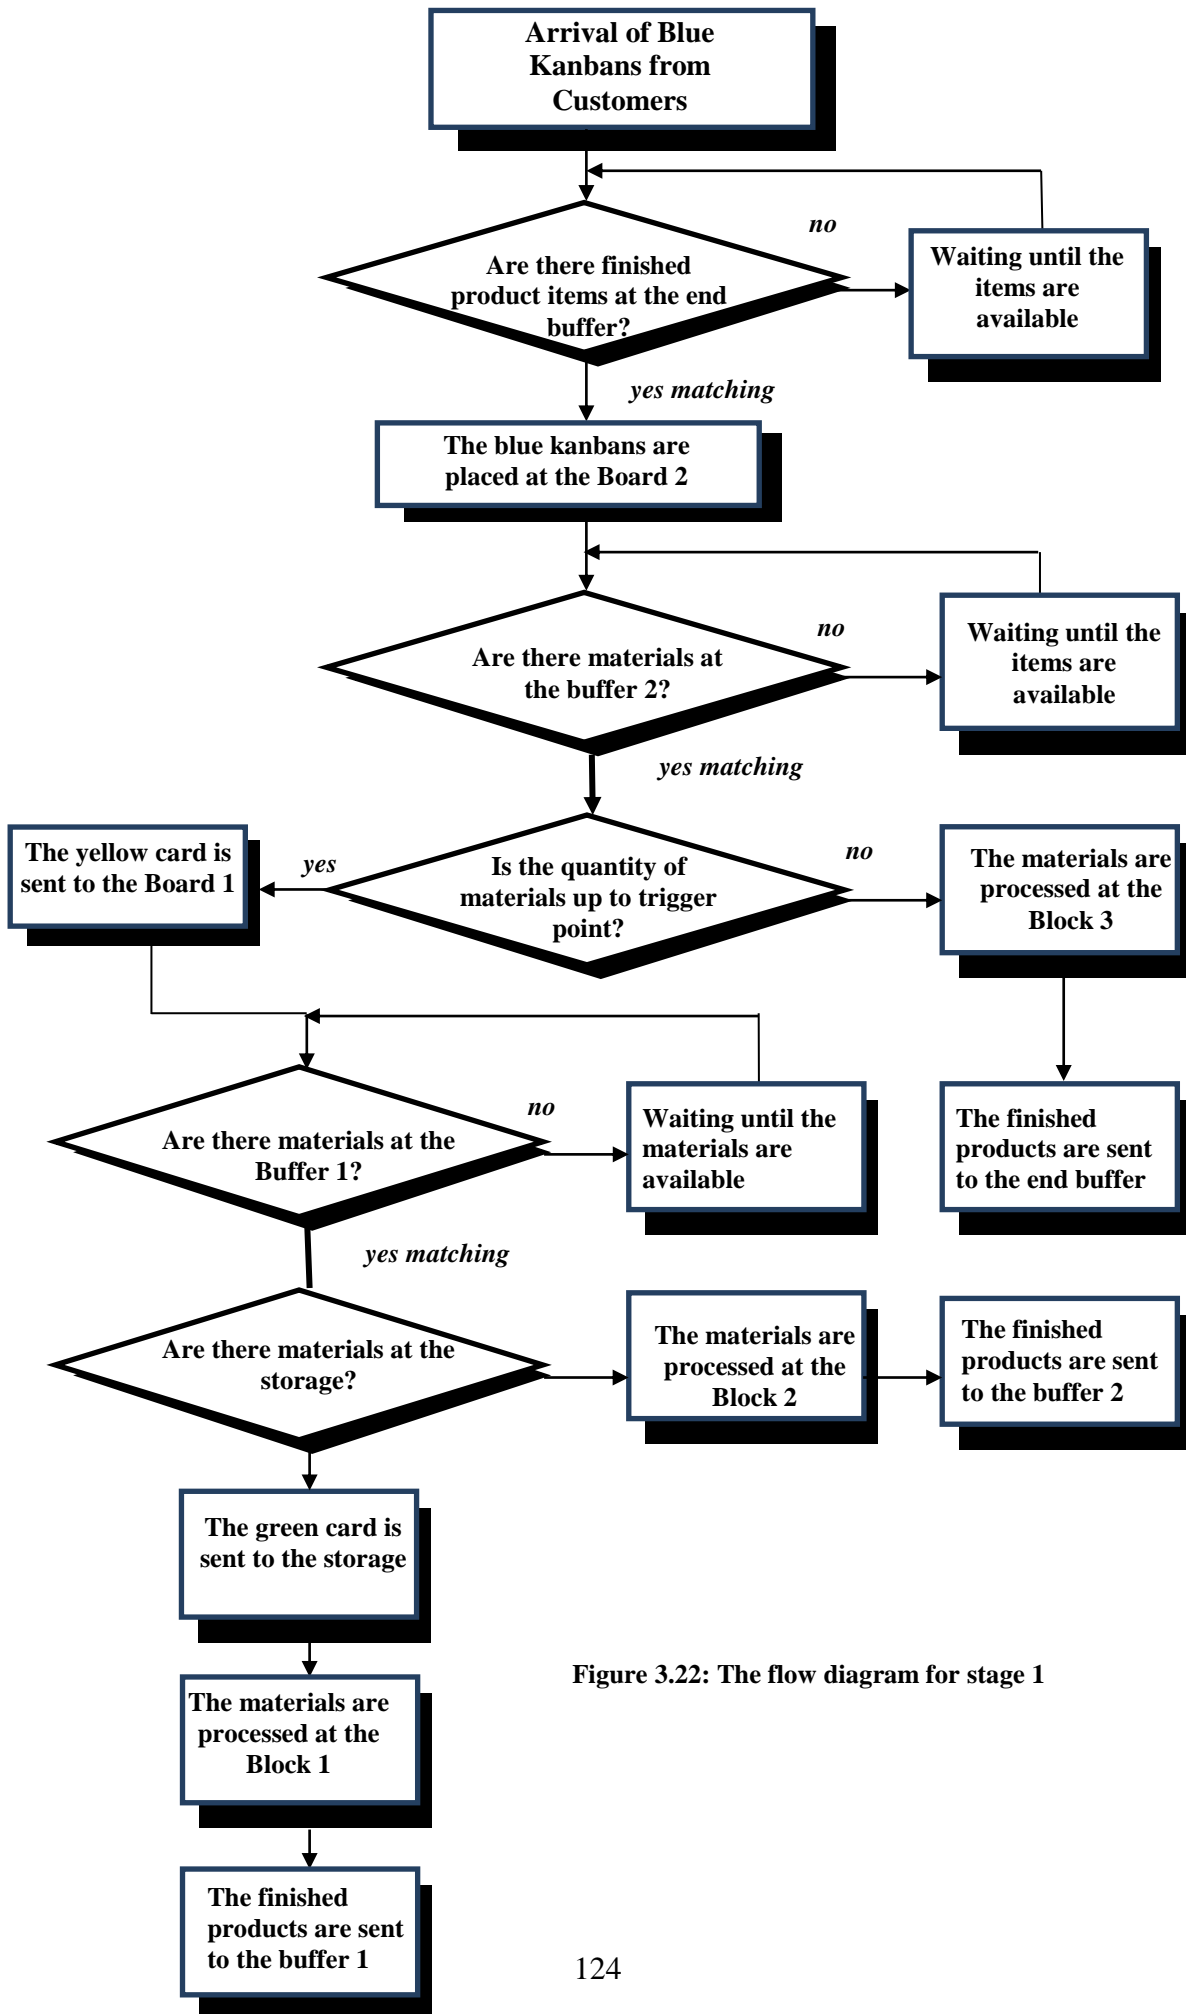 Arrival of Blue
Kanbans from
Customers
no
Are there finished
product items at the end
buffer?
Waiting until the
items are
available
yes matching
The blue kanbans are
placed at the Board 2
no
Are there materials at
the buffer 2?
Waiting until the
items are
available
yes matching
The yellow card is
sent to the Board 1
yes
Is the quantity of
materials up to trigger
point?
no
The materials are
processed at the
Block 3
Are there materials at the
Buffer 1?
no
Waiting until the
materials are
available
The finished
products are sent
to the end buffer
yes matching
Are there materials at the
storage?
The materials are
processed at the
Block 2
The finished
products are sent
to the buffer 2
The green card is
sent to the storage
Figure 3.22: The flow diagram for stage 1
The materials are
processed at the
Block 1
The finished
products are sent
to the buffer 1
124